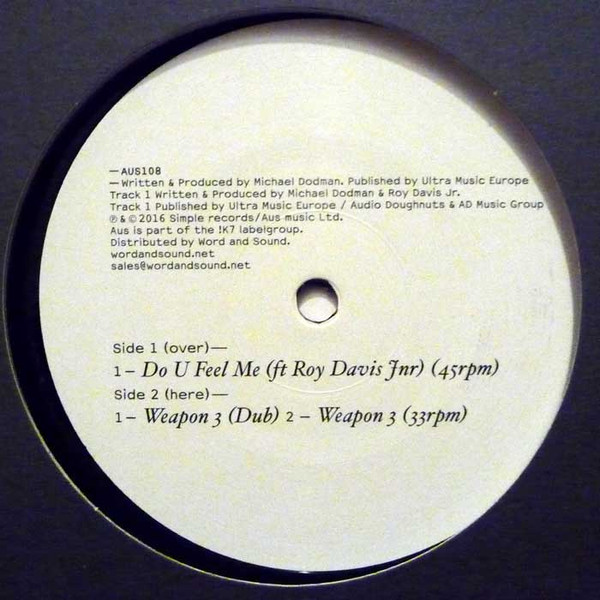 —AUS108
—Written & Produced by Michael Dodman. Published by Ultra Music Europe
Track 1 Written & Produced by Michael Dodman & Roy Davis Jr.
Track 1 Published by Ultra Music Europe / Audio Doughnuts & AD Music Group
℗ & © 2016 Simple records/Aus music Ltd.
Aus is part of the !K7 labelgroup.
Distributed by Word and Sound.
wordandsound.net
sales@wordandsound.net
Side 1 (over)—
1– Do U Feel Me (ft Roy Davis Jnr) (45rpm)
Side 2 (here)—
1– Weapon 3 (Dub) 2 – Weapon 3 (33rpm)